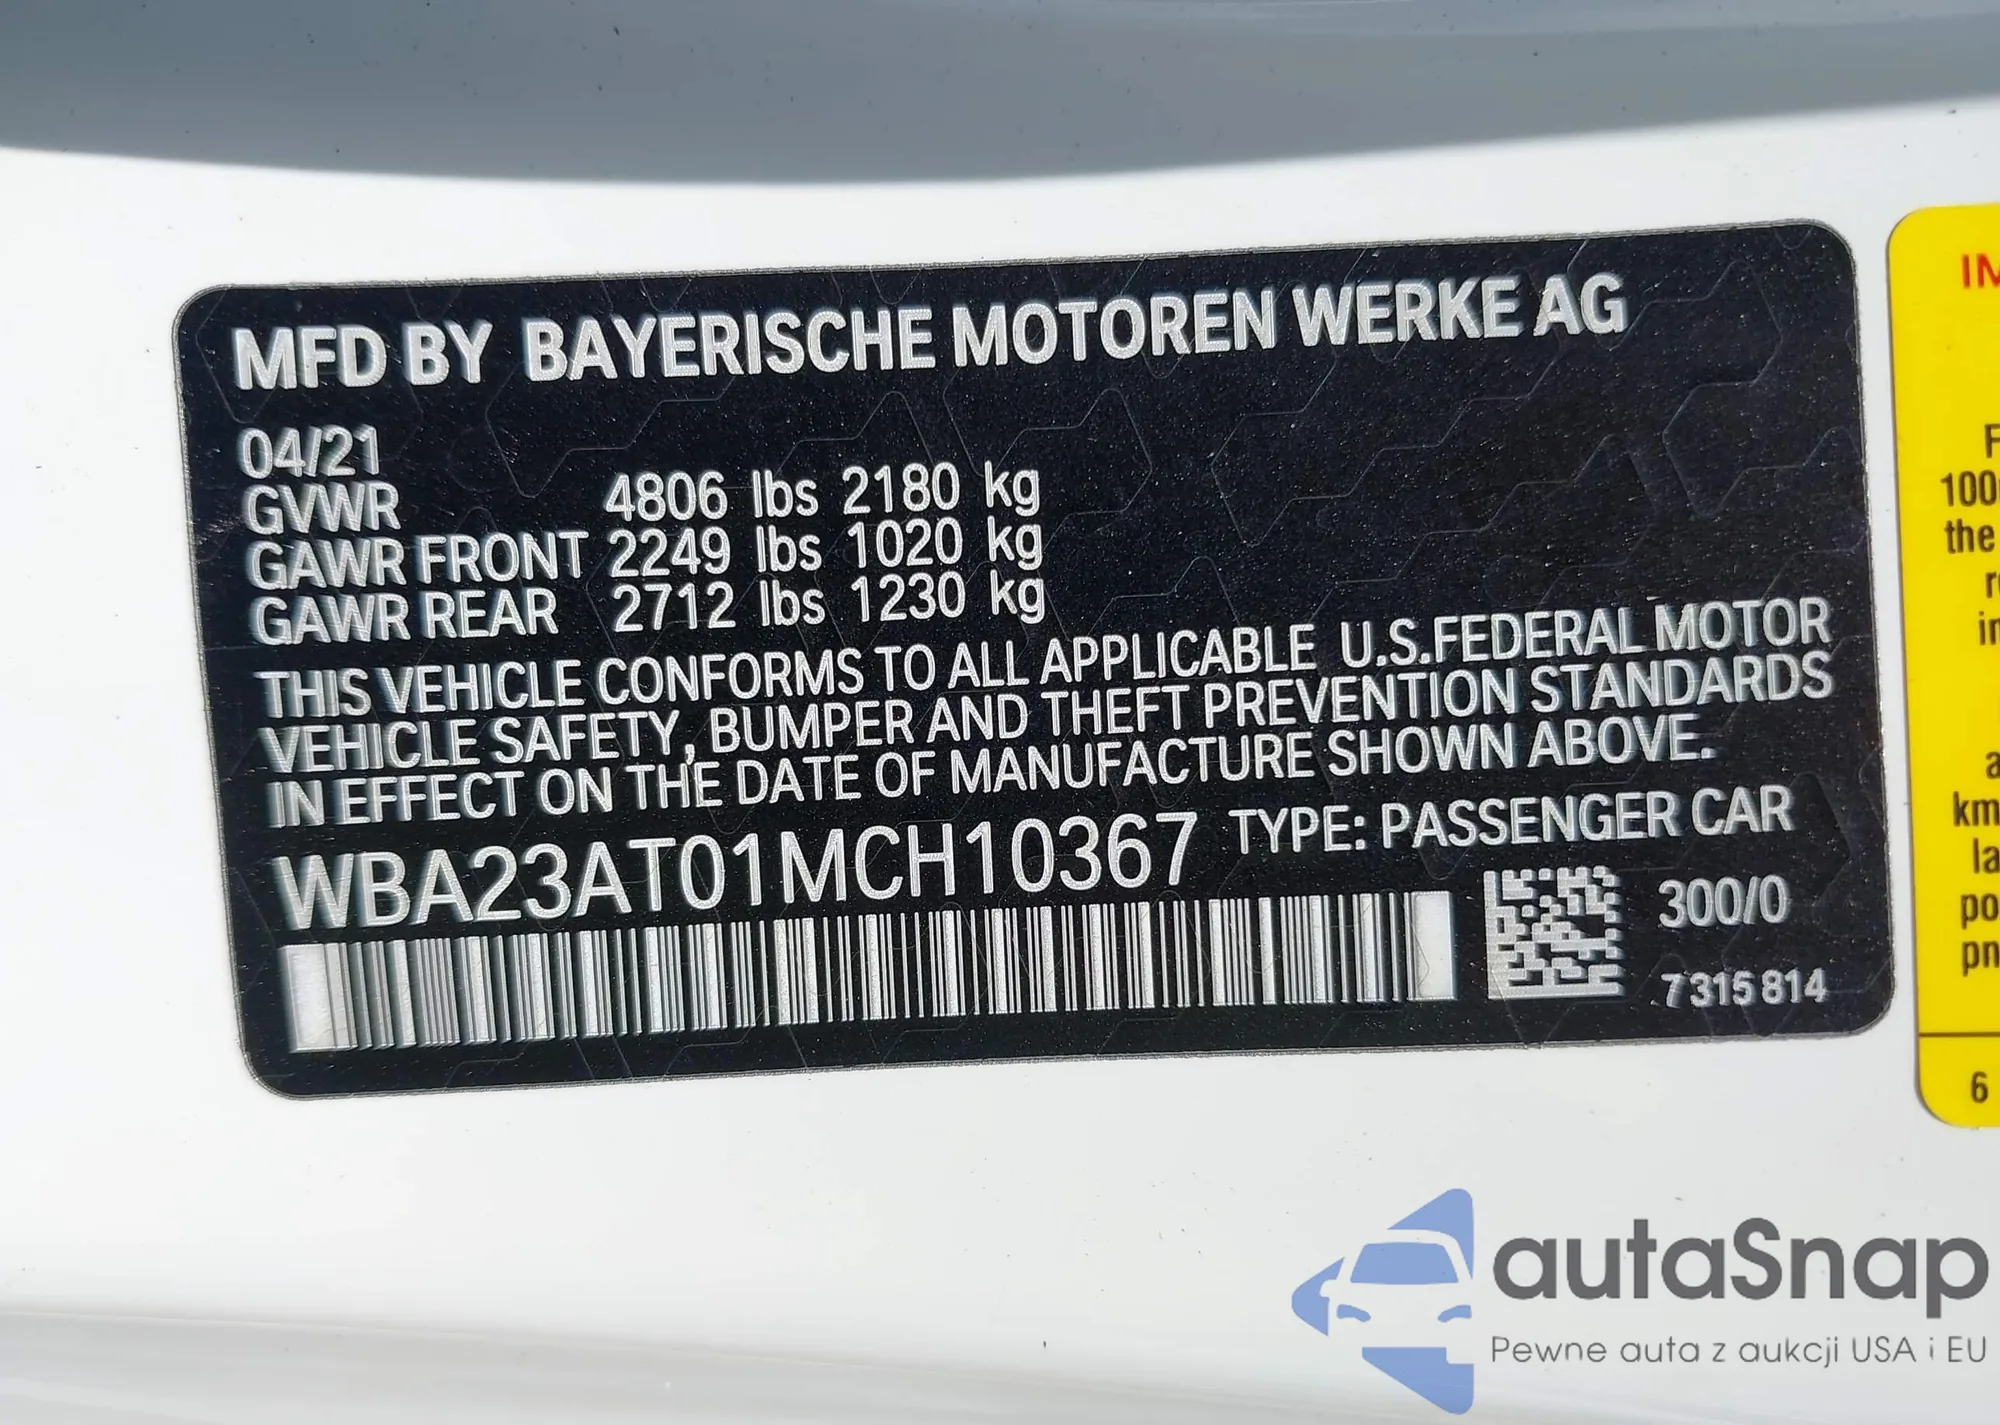 MFD BY BAYERISCHE MOTOREN WERKE AG
04/21
GVWR 4806 lbs 2180 kg
GAWR FRONT 2249 lbs 1020 kg
GAWR REAR 2712 lbs 1230 kg
THIS VEHICLE CONFORMS TO ALL APPLICABLE U.S.FEDERAL MOTOR
VEHICLE SAFETY, BUMPER AND THEFT PREVENTION STANDARDS
IN EFFECT ON THE DATE OF MANUFACTURE SHOWN ABOVE.
WBA23AT01MCH10367 TYPE: PASSENGER CAR
300/0
7315814
the
km
6
autaSnap
Pewne auta z aukcji USA i EU